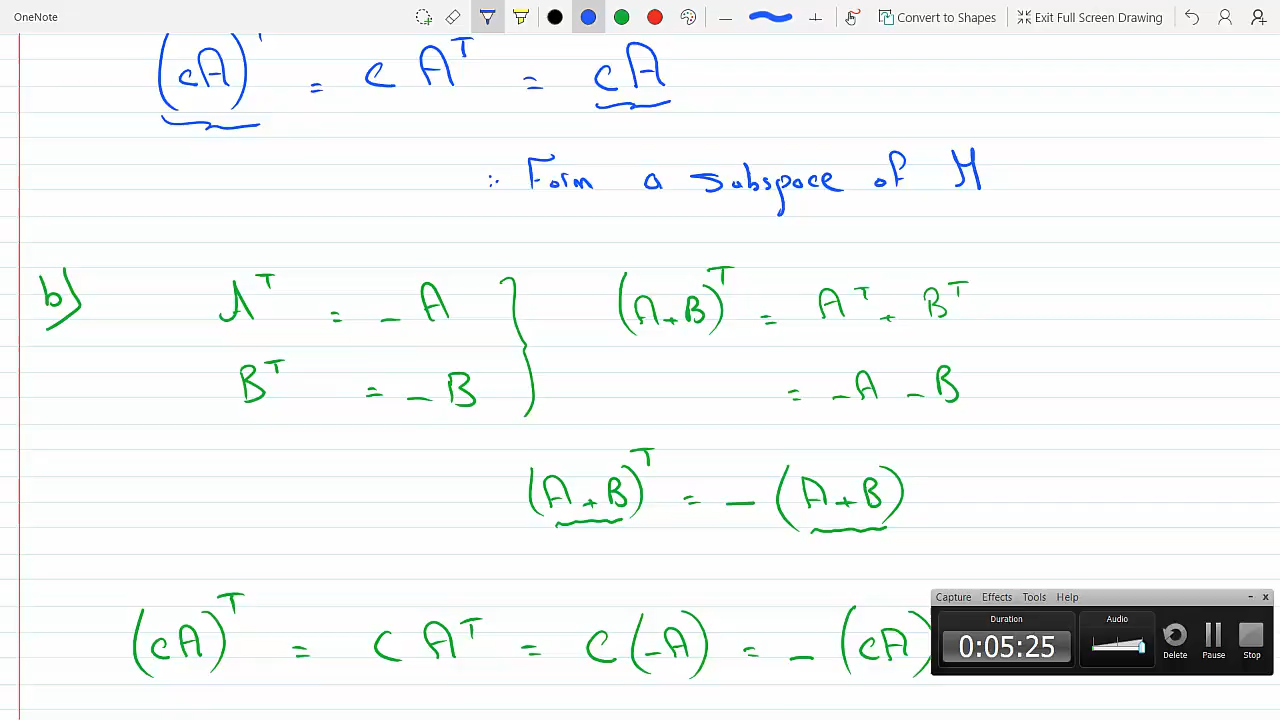 OneNote
Convert to Shapes Exit Full Screen Drawing
(cA)ᵀ = c Aᵀ = cA
∴ Form a subspace of M
b) Aᵀ = - A } (A+B)ᵀ = Aᵀ + Bᵀ
Bᵀ = - B = -A - B
(A+B)ᵀ = - (A+B)
(cA)ᵀ = c Aᵀ = c(-A) = - (cA)
Capture Effects Tools Help
Duration
0:05:25
Audio
Delete Pause Stop